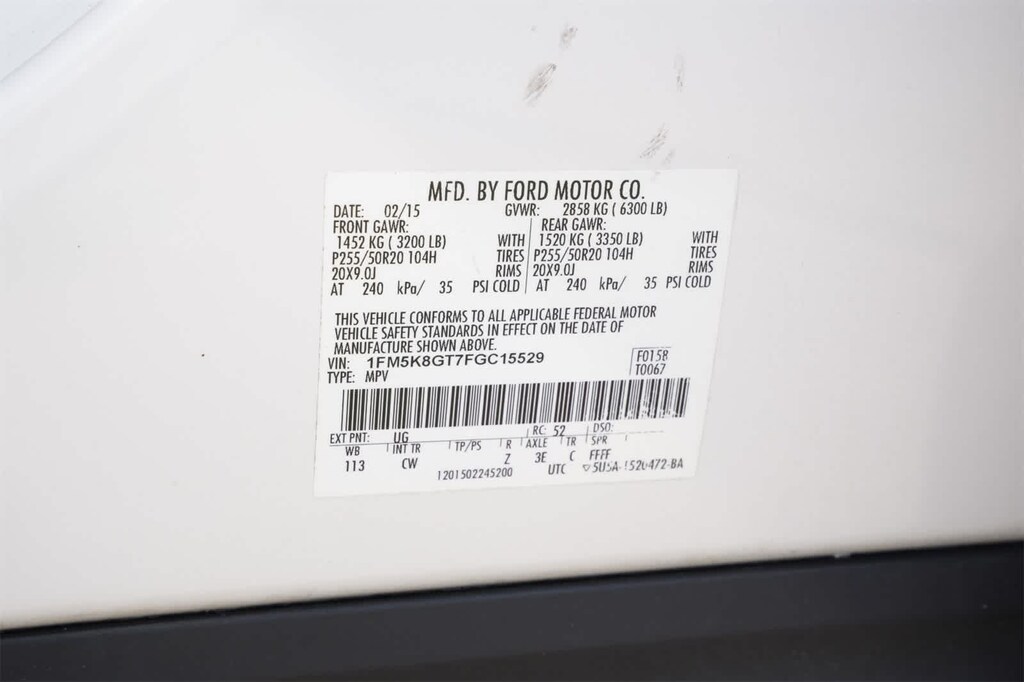 MFD. BY FORD MOTOR CO.
DATE: 02/15 GVWR: 2858 KG ( 6300 LB)
FRONT GAWR: REAR GAWR:
1452 KG ( 3200 LB) WITH 1520 KG ( 3350 LB) WITH
P255/50R20 104H TIRES P255/50R20 104H TIRES
20X9.0J RIMS 20X9.0J RIMS
AT 240 kPa/ 35 PSI COLD AT 240 kPa/ 35 PSI COLD
THIS VEHICLE CONFORMS TO ALL APPLICABLE FEDERAL MOTOR
VEHICLE SAFETY STANDARDS IN EFFECT ON THE DATE OF
MANUFACTURE SHOWN ABOVE.
VIN: 1FM5K8GT7FGC15529 F0158
TYPE: MPV T0067
EXT PNT: UG RC: 52 DSO:
WB INT TR TP/PS R AXLE TR SPR
113 CW Z 3E C FFFF
1201502245200 UTC